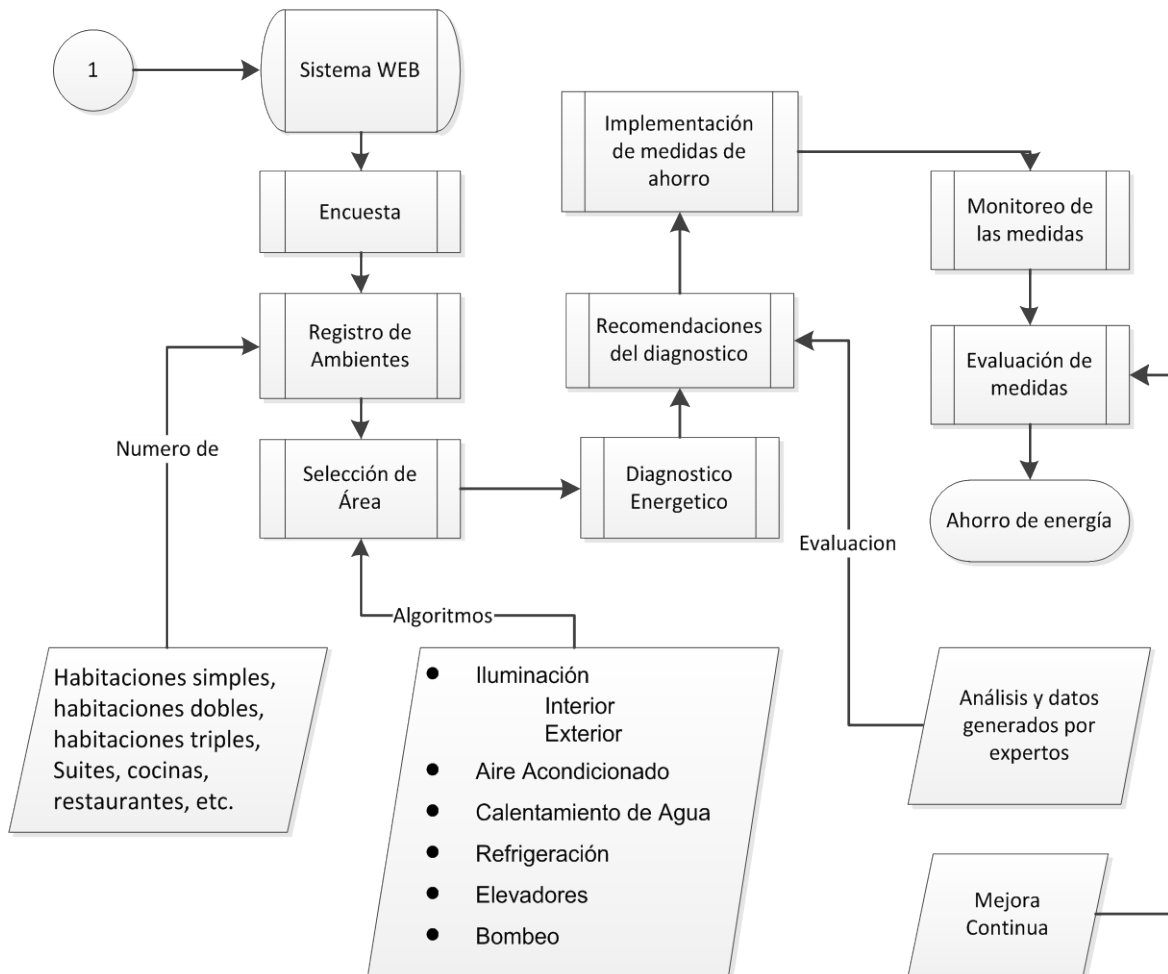 1
Sistema WEB
Encuesta
Registro de
Ambientes
Numero de
Selección de
Área
Implementación
de medidas de
ahorro
Recomendaciones
del diagnostico
Diagnostico
Energetico
Monitoreo de
las medidas
Evaluación de
medidas
Ahorro de energía
Evaluacion
Algoritmos
Habitaciones simples,
habitaciones dobles,
habitaciones triples,
Suites, cocinas,
restaurantes, etc.
● Iluminación
Interior
Exterior
● Aire Acondicionado
● Calentamiento de Agua
● Refrigeración
● Elevadores
● Bombeo
Análisis y datos
generados por
expertos
Mejora
Continua